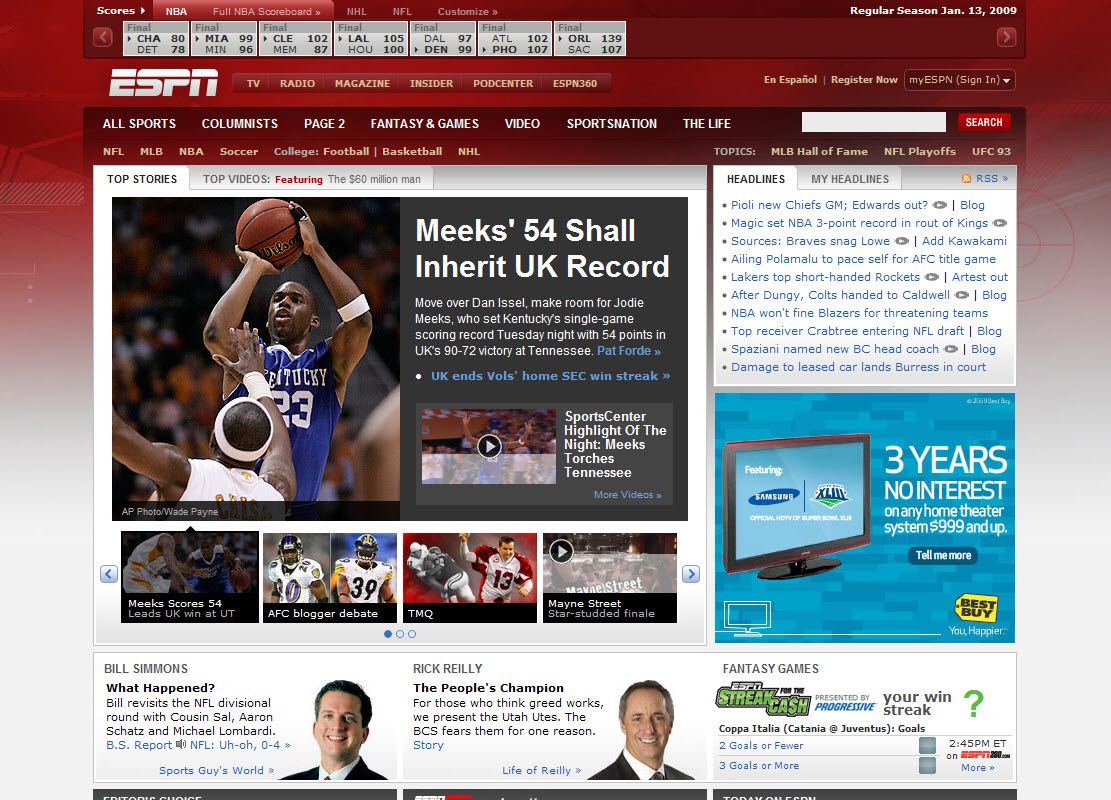 Scores
NBA
Full NBA Scoreboard »
NHL
NFL
Customize »
Regular Season Jan. 13, 2009
Final
CHA 80
DET 78
Final
MIA 99
MIN 96
Final
CLE 102
MEM 87
Final
LAL 105
HOU 100
Final
DAL 97
DEN 99
Final
ATL 102
PHO 107
Final
ORL 139
SAC 107
ESPN
TV
RADIO
MAGAZINE
INSIDER
PODCENTER
ESPN360
En Español | Register Now
myESPN (Sign In)
ALL SPORTS
COLUMNISTS
PAGE 2
FANTASY & GAMES
VIDEO
SPORTSNATION
THE LIFE
SEARCH
NFL
MLB
NBA
Soccer
College: Football | Basketball
NHL
TOPICS:
MLB Hall of Fame
NFL Playoffs
UFC 93
TOP STORIES
TOP VIDEOS: Featuring The $60 million man
Wilson
KENTUCKY
23
AP Photo/Wade Payne
Meeks' 54 Shall
Inherit UK Record
Move over Dan Issel, make room for Jodie
Meeks, who set Kentucky's single-game
scoring record Tuesday night with 54 points in
UK's 90-72 victory at Tennessee. Pat Forde »
• UK ends Vols' home SEC win streak »
SportsCenter
Highlight Of The
Night: Meeks
Torches
Tennessee
More Videos »
Meeks Scores 54
Leads UK win at UT
20
39
AFC blogger debate
13
TMQ
Mayne Street
Mayne Street
Star-studded finale
HEADLINES
MY HEADLINES
RSS »
• Pioli new Chiefs GM; Edwards out? | Blog
• Magic set NBA 3-point record in rout of Kings
• Sources: Braves snag Lowe | Add Kawakami
• Ailing Polamalu to pace self for AFC title game
• Lakers top short-handed Rockets | Artest out
• After Dungy, Colts handed to Caldwell | Blog
• NBA won't fine Blazers for threatening teams
• Top receiver Crabtree entering NFL draft | Blog
• Spaziani named new BC head coach | Blog
• Damage to leased car lands Burress in court
© 2009 Best Buy
Featuring:
SAMSUNG
XLIII
OFFICIAL HDTV OF SUPER BOWL XLIII
3 YEARS
NO INTEREST
on any home theater
system $999 and up.
Tell me more
BEST
BUY
You, Happier.
BILL SIMMONS
What Happened?
Bill revisits the NFL divisional
round with Cousin Sal, Aaron
Schatz and Michael Lombardi.
B.S. Report NFL: Uh-oh, 0-4 »
Sports Guy's World »
RICK REILLY
The People's Champion
For those who think greed works,
we present the Utah Utes. The
BCS fears them for one reason.
Story
Life of Reilly »
FANTASY GAMES
ESPN
STREAK FOR THE CASH
PRESENTED BY
PROGRESSIVE
your win
streak
?
Coppa Italia (Catania @ Juventus): Goals
2 Goals or Fewer
3 Goals or More
2:45PM ET
on ESPN360.com
More »
EDITORIS CHOICE
ESPN
TODAY ON ESPN